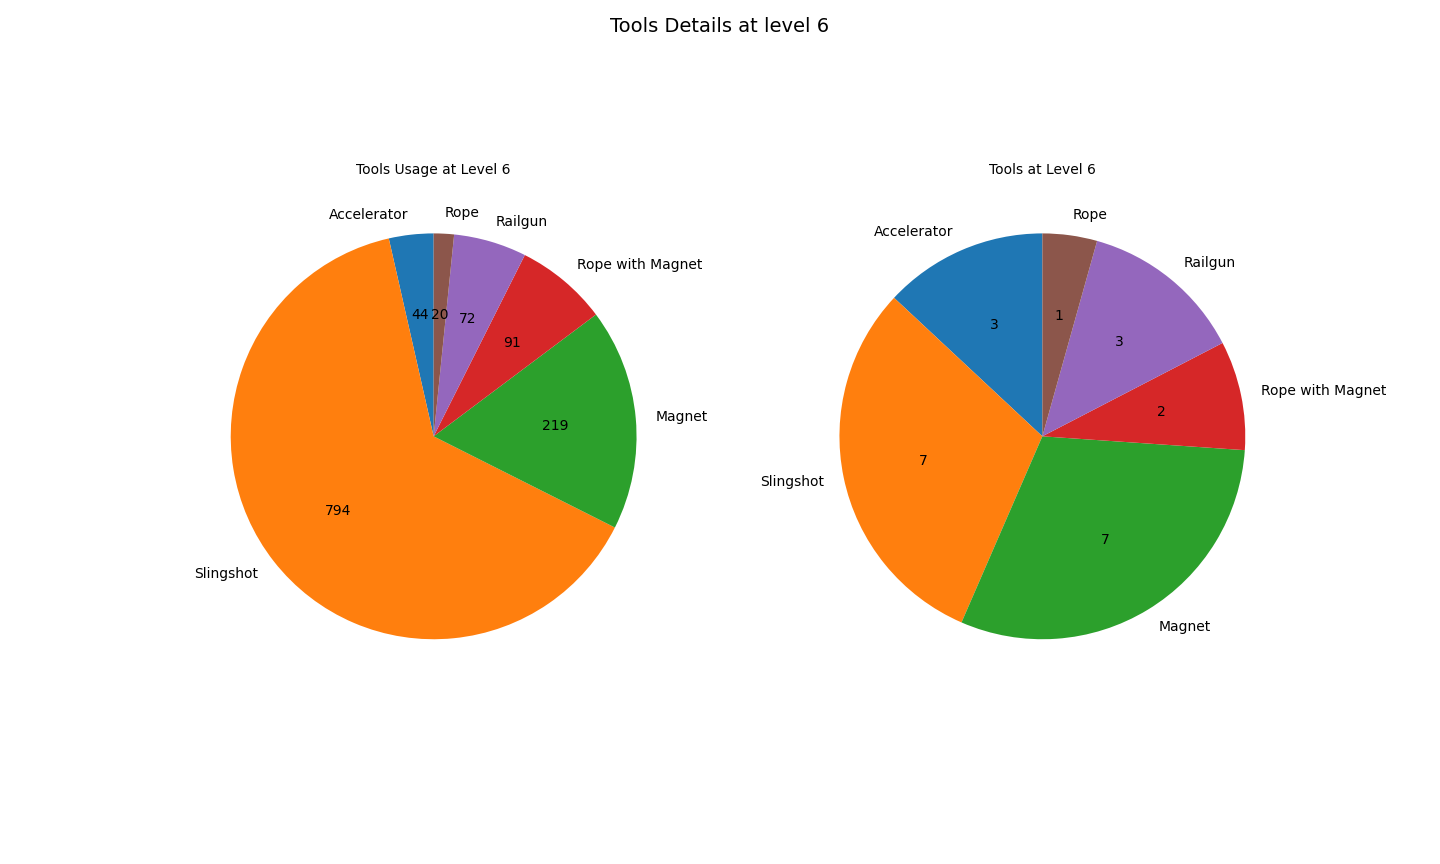 Tools Details at level 6
Tools Usage at Level 6
Accelerator
Rope
Railgun
Rope with Magnet
44
20
72
91
Magnet
219
794
Slingshot
Tools at Level 6
Rope
Accelerator
Railgun
1
3
3
Rope with Magnet
2
7
Slingshot
7
Magnet